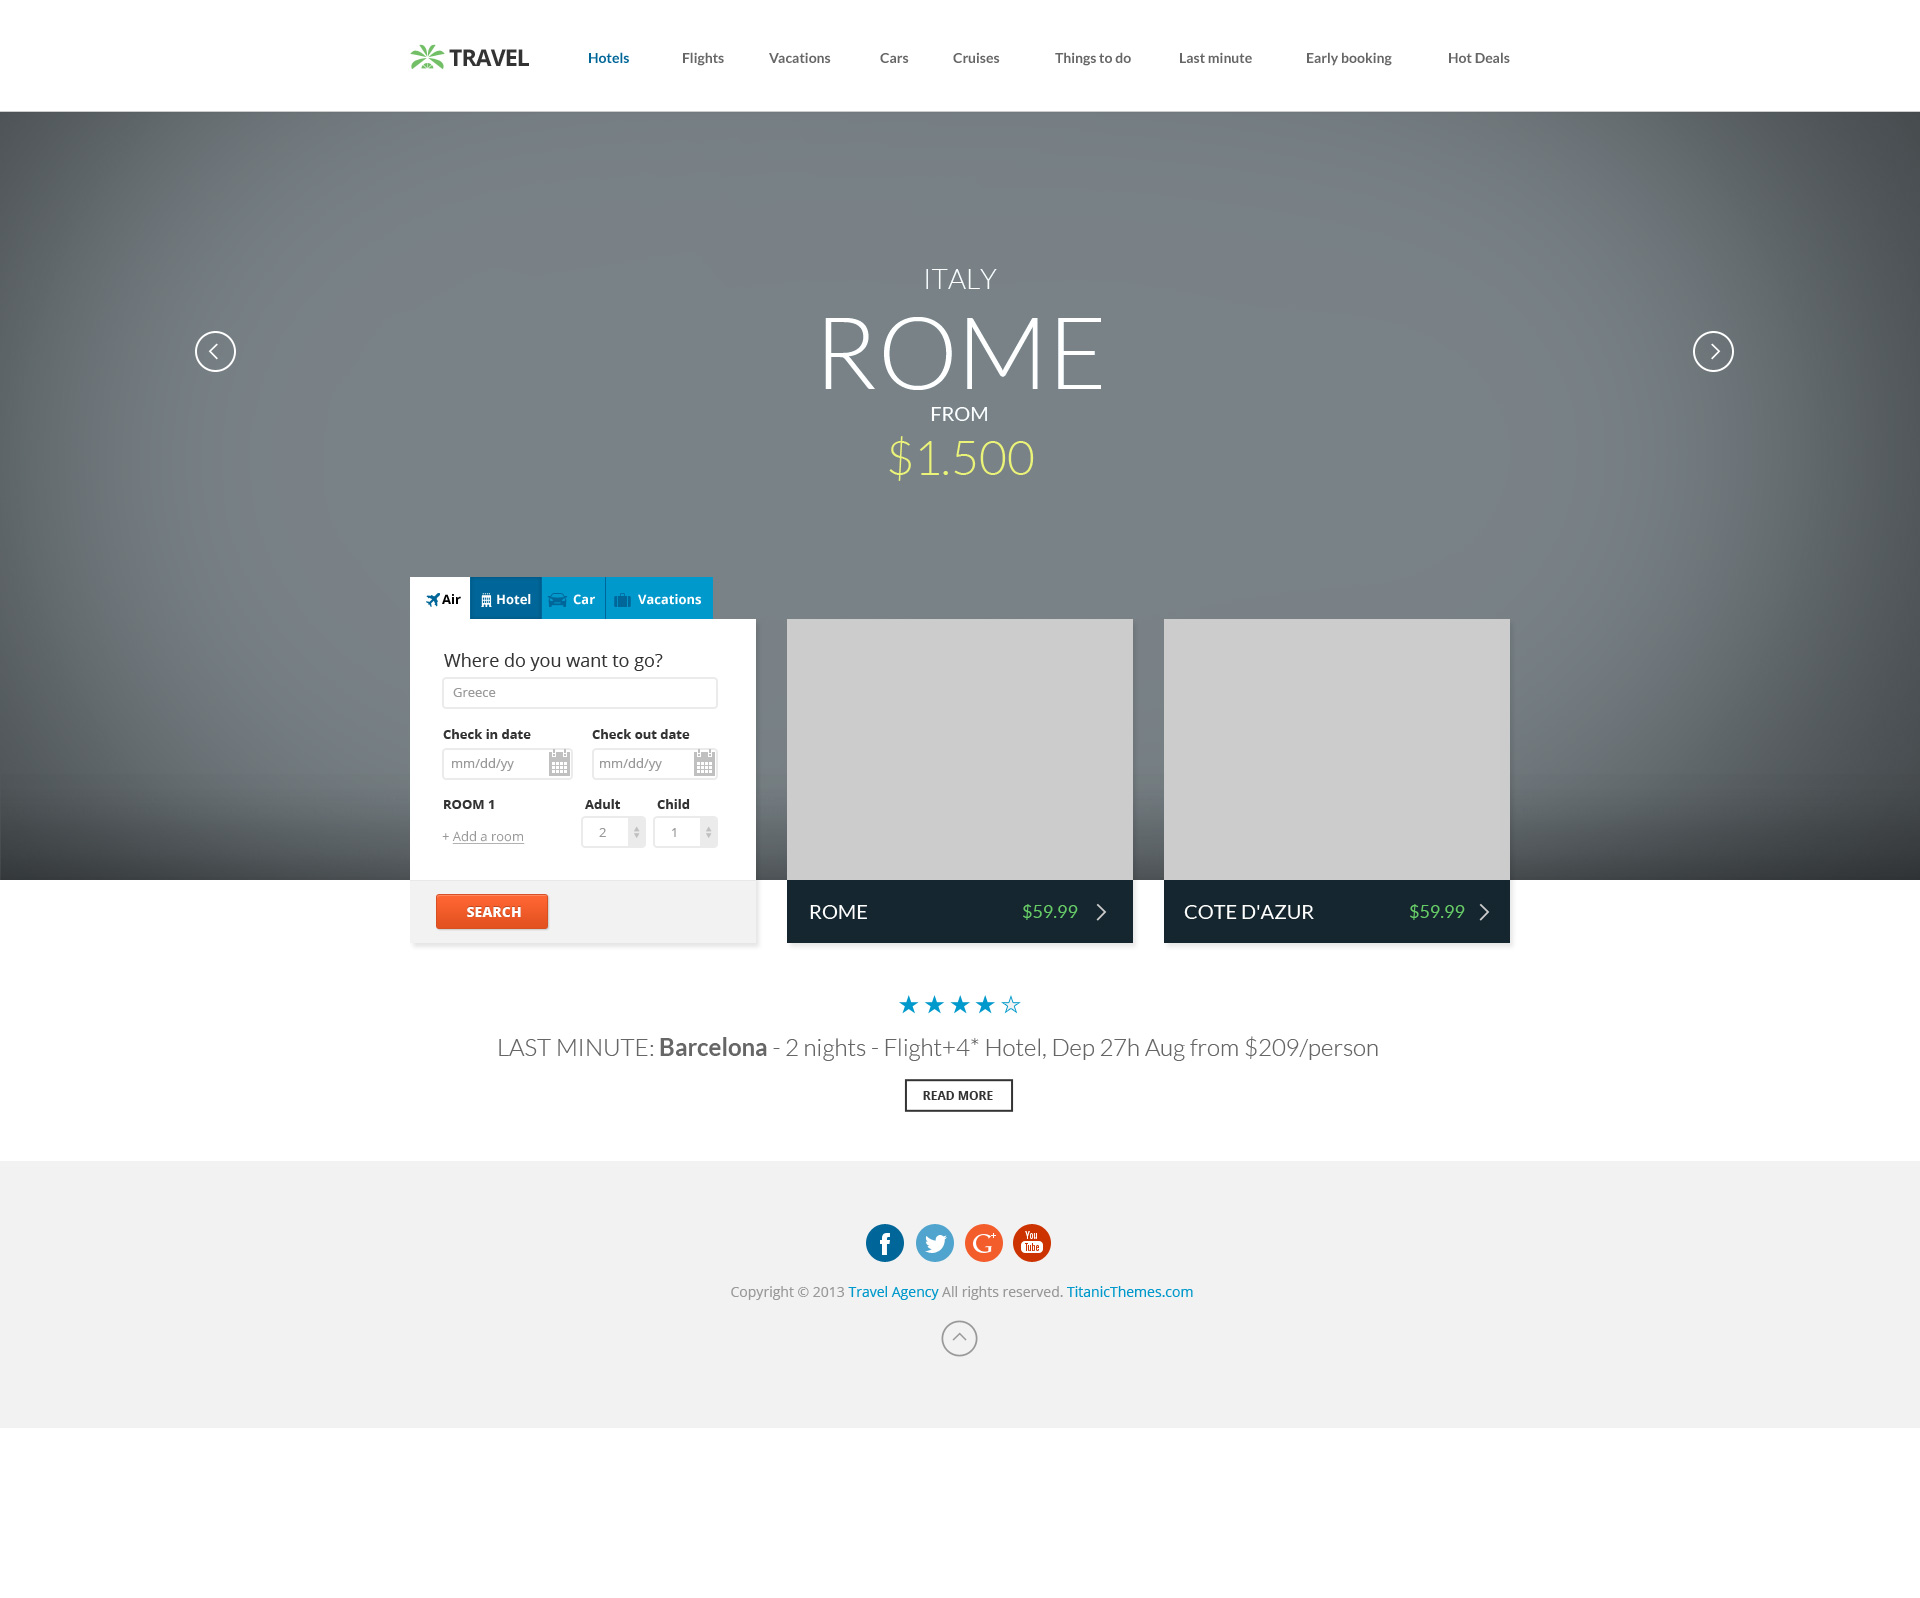 TRAVEL Hotels Flights Vacations Cars Cruises Things to do Last minute Early booking Hot Deals
ITALY
ROME
FROM
$1.500
Air Hotel Car Vacations
Where do you want to go?
Greece
Check in date Check out date
mm/dd/yy mm/dd/yy
ROOM 1 Adult Child
+ Add a room 2 1
SEARCH
ROME $59.99
COTE D'AZUR $59.99
LAST MINUTE: Barcelona - 2 nights - Flight+4* Hotel, Dep 27h Aug from $209/person
READ MORE
f G+ You Tube
Copyright © 2013 Travel Agency All rights reserved. TitanicThemes.com